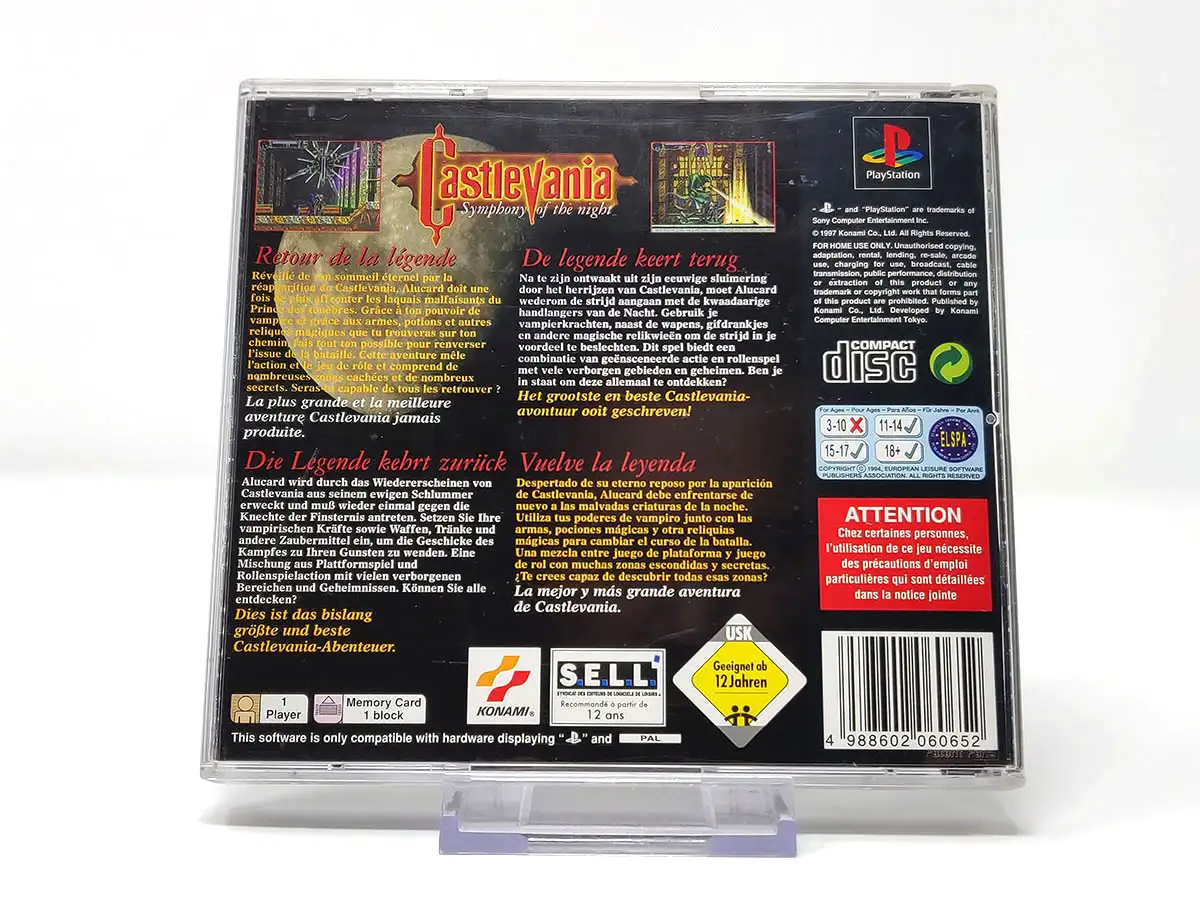 Castlevania
Symphony of the night
Retour de la légende
Réveillé de son sommeil éternel par la
réapparition de Castlevania, Alucard doit une
fois de plus affronter les laquais malfaisants du
Prince des ténèbres. Grâce à ton pouvoir de
vampire et grâce aux armes, potions et autres
reliques magiques que tu trouveras sur ton
chemin, fais tout ton possible pour renverser
l'issue de la bataille. Cette aventure mêle
l'action et le jeu de rôle et comprend de
nombreuses zones cachées et de nombreux
secrets. Seras-tu capable de tous les retrouver ?
La plus grande et la meilleure
aventure Castlevania jamais
produite.
De legende keert terug
Na te zijn ontwaakt uit zijn eeuwige sluimering
door het herrijzen van Castlevania, moet Alucard
wederom de strijd aangaan met de kwaadaarige
handlangers van de Nacht. Gebruik je
vampierkrachten, naast de wapens, gifdrankjes
en andere magische relikwieën om de strijd in je
voordeel te beslechten. Dit spel biedt een
combinatie van geënsceneerde actie en rollenspel
met vele verborgen gebieden en geheimen. Ben je
in staat om deze allemaal te ontdekken?
Het grootste en beste Castlevania-
avontuur ooit geschreven!
Die Legende kehrt zurück
Alucard wird durch das Wiedererscheinen von
Castlevania aus seinem ewigen Schlummer
erweckt und muß wieder einmal gegen die
Knechte der Finsternis antreten. Setzen Sie Ihre
vampirischen Kräfte sowie Waffen, Tränke und
andere Zaubermittel ein, um die Geschicke des
Kampfes zu Ihren Gunsten zu wenden. Eine
Mischung aus Plattformspiel und
Rollenspielaction mit vielen verborgenen
Bereichen und Geheimnissen. Können Sie alle
entdecken?
Dies ist das bislang
größte und beste
Castlevania-Abenteuer.
Vuelve la leyenda
Despertado de su eterno reposo por la aparición
de Castlevania, Alucard debe enfrentarse de
nuevo a las malvadas criaturas de la noche.
Utiliza tus poderes de vampiro junto con las
armas, pociones mágicas y otra reliquias
mágicas para cambiar el curso de la batalla.
Una mezcla entre juego de plataforma y juego
de rol con muchas zonas escondidas y secretas.
¿Te crees capaz de descubrir todas esas zonas?
La mejor y más grande aventura
de Castlevania.
1
Player
Memory Card
1 block
KONAMI®
S.E.L.L.
SYNDICAT DES EDITEURS DE LOGICIELS DE LOISIRS
Recommandé à partir de
12 ans
USK
Geeignet ab
12 Jahren
This software is only compatible with hardware displaying " " and PAL
PlayStation
" " and "PlayStation" are trademarks of
Sony Computer Entertainment Inc.
© 1997 Konami Co., Ltd. All Rights Reserved.
FOR HOME USE ONLY. Unauthorised copying,
adaptation, rental, lending, re-sale, arcade
use, charging for use, broadcast, cable
transmission, public performance, distribution
or extraction of this product or any
trademark or copyright work that forms part
of this product are prohibited. Published by
Konami Co., Ltd. Developed by Konami
Computer Entertainment Tokyo.
COMPACT
disc
For Ages - Pour Ages - Para Años - Für Jahre - Per Anni
3-10 11-14
15-17 18+
ELSPA
COPYRIGHT © 1994, EUROPEAN LEISURE SOFTWARE
PUBLISHERS ASSOCIATION. ALL RIGHTS RESERVED
ATTENTION
Chez certaines personnes,
l'utilisation de ce jeu nécessite
des précautions d'emploi
particulières qui sont détaillées
dans la notice jointe
4 988602 060652